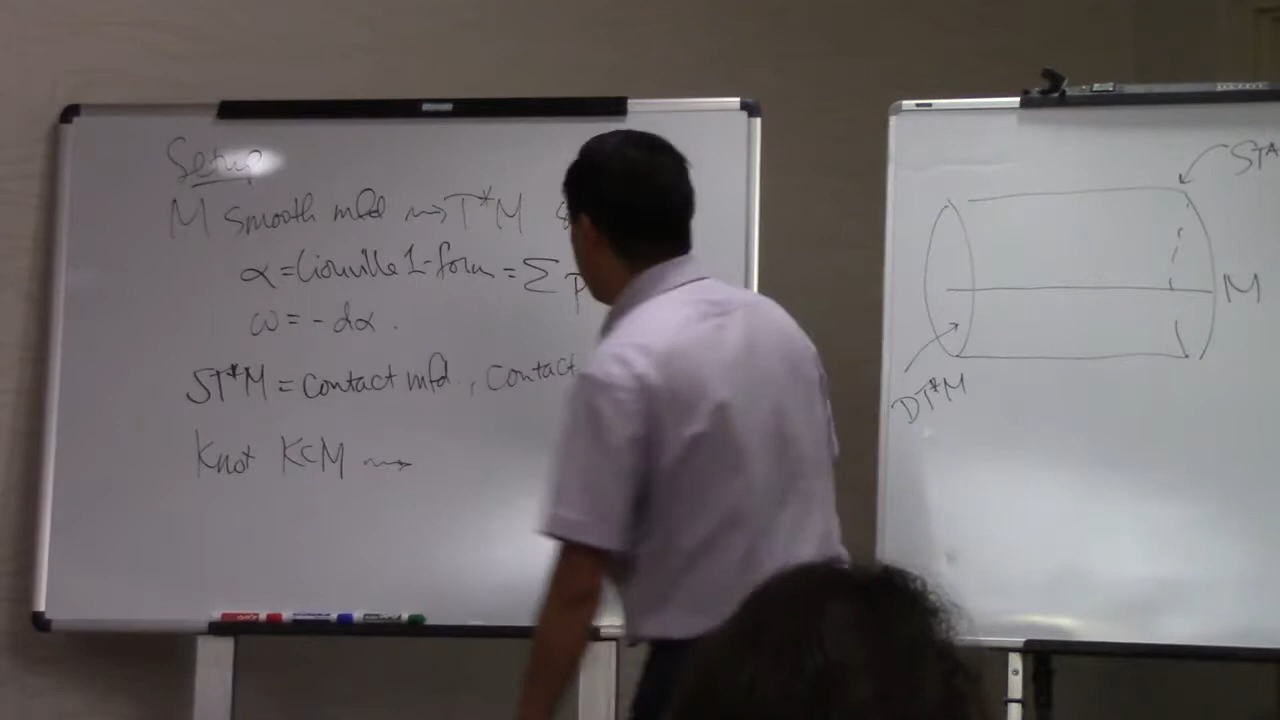 Setup
M smooth mfd ⇝ T*M
α = Liouville 1-form = Σ p
ω = -dα.
ST*M = contact mfd, contact
Knot K⊂M ⇝
ST*
M
DT*M